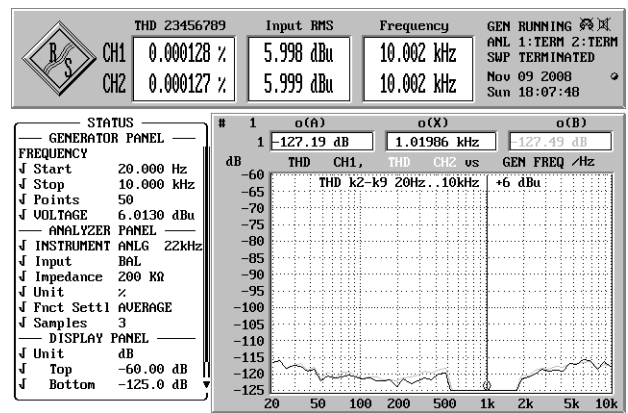 THD 23456789 Input RMS Frequency
R S CH1 0.000128 % 5.998 dBu 10.002 kHz
CH2 0.000127 % 5.999 dBu 10.002 kHz
GEN RUNNING
ANL 1:TERM 2:TERM
SWP TERMINATED
Nov 09 2008
Sun 18:07:48
STATUS
GENERATOR PANEL
FREQUENCY
Start 20.000 Hz
Stop 10.000 kHz
Points 50
VOLTAGE 6.0130 dBu
ANALYZER PANEL
INSTRUMENT ANLG 22kHz
Input BAL
Impedance 200 KΩ
Unit %
Fnct Settl AVERAGE
Samples 3
DISPLAY PANEL
Unit dB
Top -60.00 dB
Bottom -125.0 dB
# 1 o(A) o(X) o(B)
1 -127.19 dB 1.01986 kHz -127.49 dB
dB THD CH1, THD CH2 vs GEN FREQ /Hz
THD k2-k9 20Hz..10kHz +6 dBu
-60
-65
-70
-75
-80
-85
-90
-95
-100
-105
-110
-115
-120
-125
20 50 100 200 500 1k 2k 5k 10k